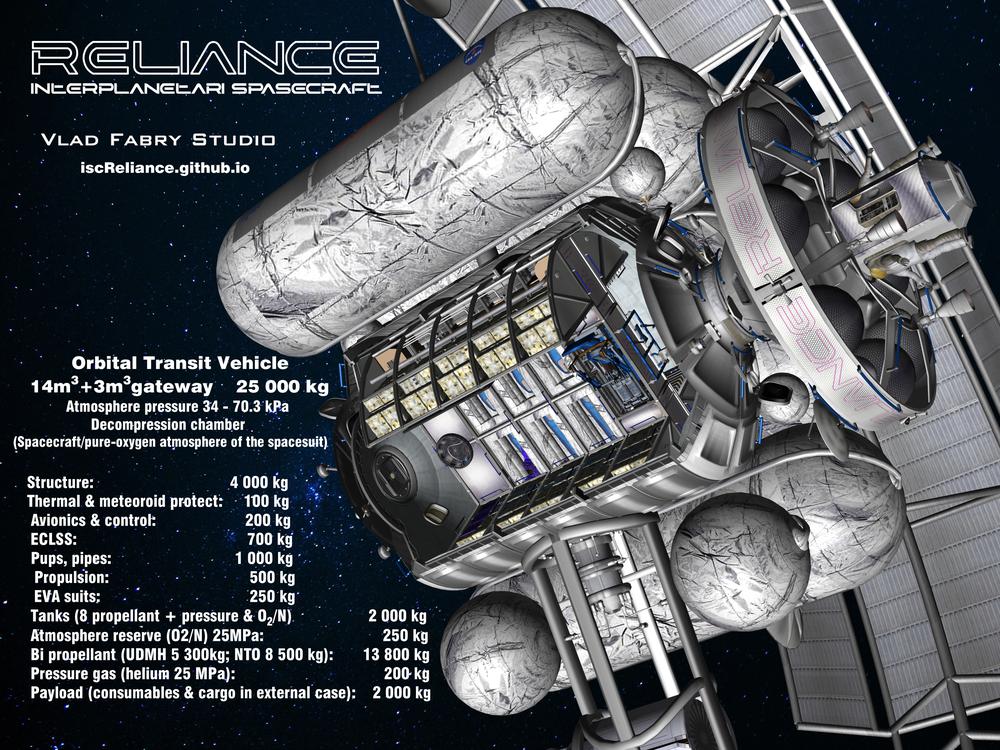 RELIANCE
INTERPLANETARI SPASECRAFT
VLAD FABRY STUDIO
iscReliance.github.io
Orbital Transit Vehicle
14m³+3m³gateway 25 000 kg
Atmosphere pressure 34 - 70.3 kPa
Decompression chamber
(Spacecraft/pure-oxygen atmosphere of the spacesuit)
Structure: 4 000 kg
Thermal & meteoroid protect: 100 kg
Avionics & control: 200 kg
ECLSS: 700 kg
Pups, pipes: 1 000 kg
Propulsion: 500 kg
EVA suits: 250 kg
Tanks (8 propellant + pressure & O₂/N) 2 000 kg
Atmosphere reserve (O2/N) 25MPa: 250 kg
Bi propellant (UDMH 5 300kg; NTO 8 500 kg): 13 800 kg
Pressure gas (helium 25 MPa): 200 kg
Payload (consumables & cargo in external case): 2 000 kg